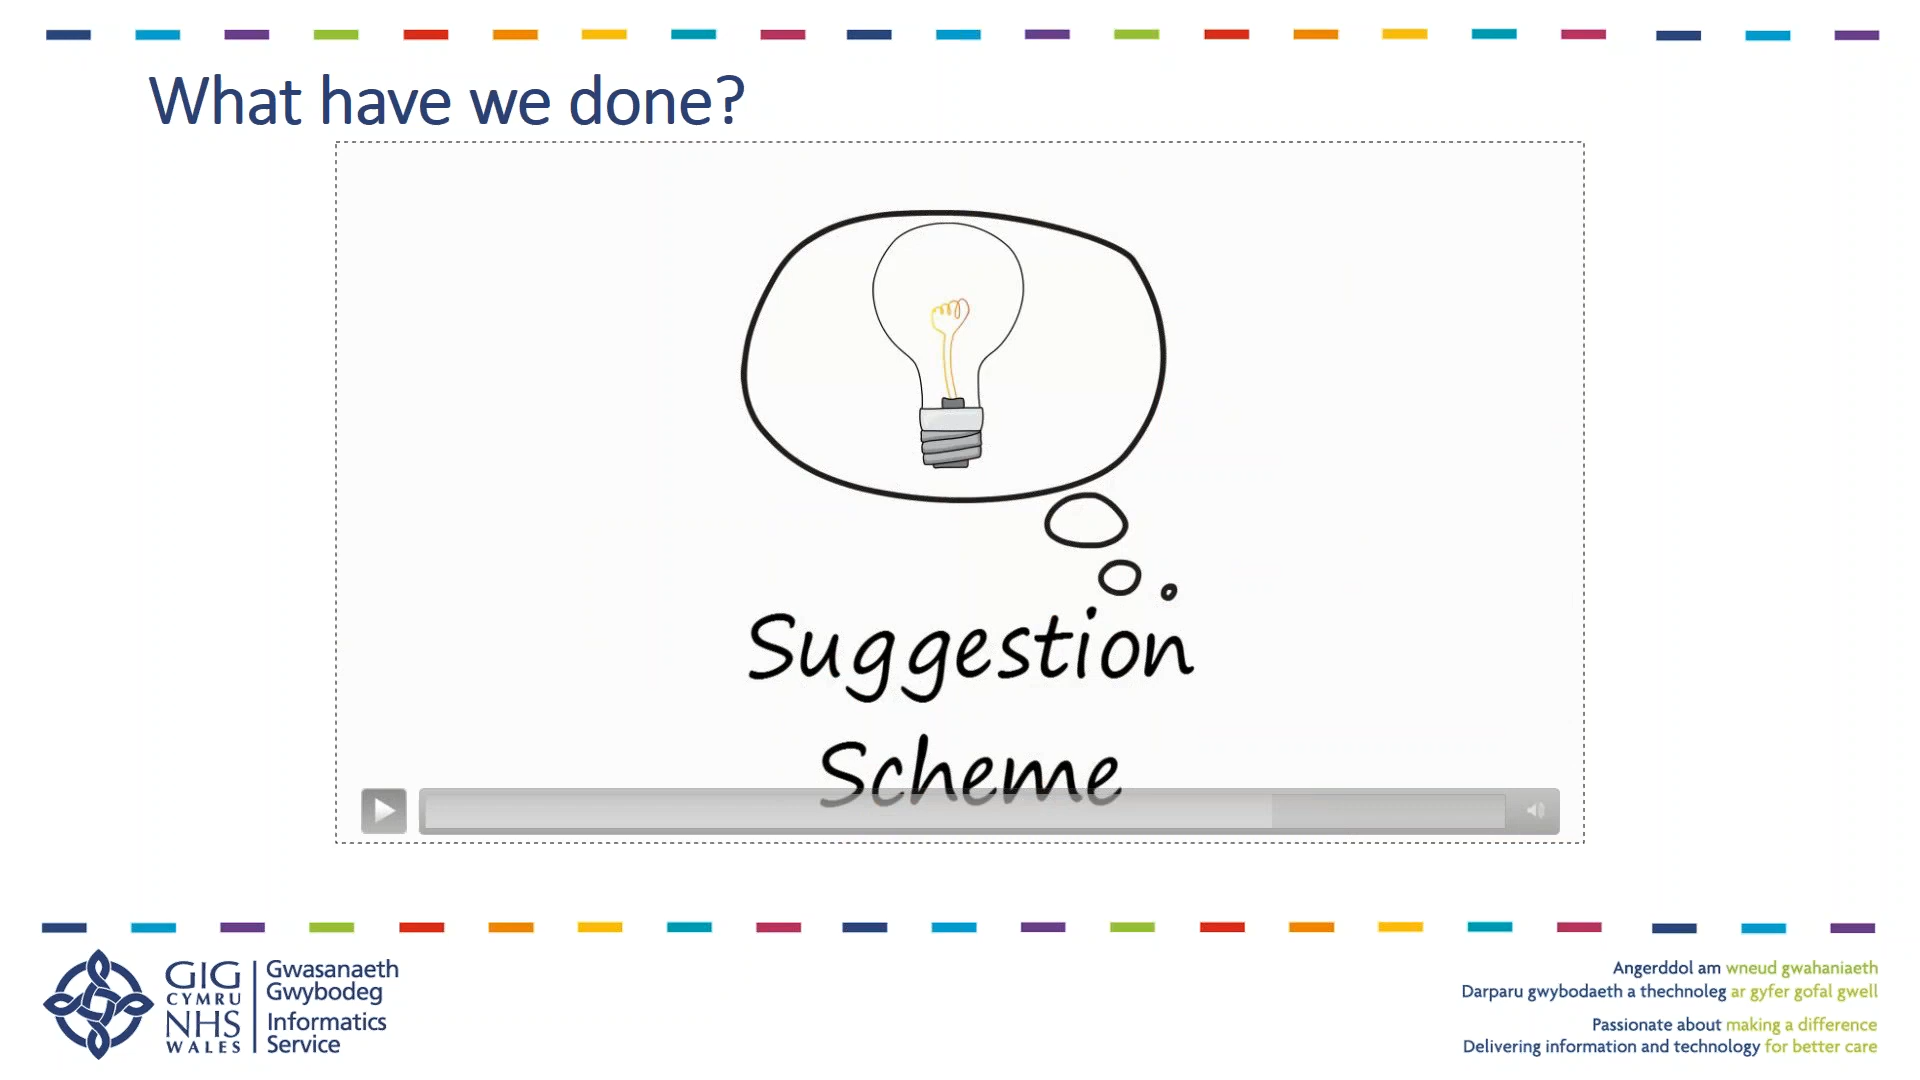 What have we done?
Suggestion
Scheme
GIG
CYMRU
NHS
WALES
Gwasanaeth
Gwybodeg
Informatics
Service
Angerddol am wneud gwahaniaeth
Darparu gwybodaeth a thechnoleg ar gyfer gofal gwell
Passionate about making a difference
Delivering information and technology for better care